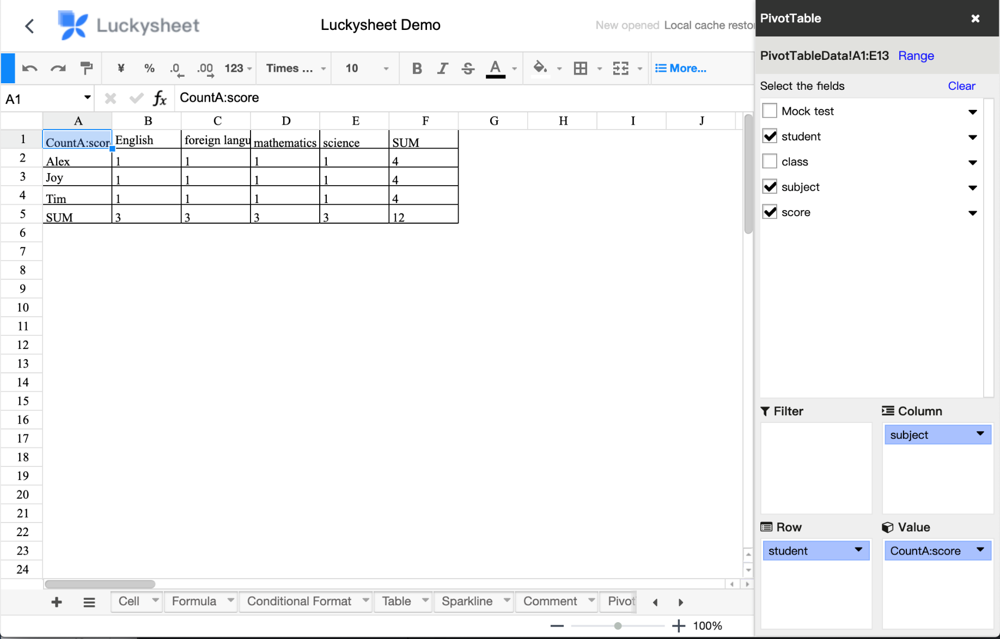 Luckysheet
Luckysheet Demo
New opened Local cache restor
¥ % .0 .00 123 Times ... 10 B I S A More...
A1 fx CountA:score
A B C D E F G H I J
1 CountA:scor English foreign langu mathematics science SUM
2 Alex 1 1 1 1 4
3 Joy 1 1 1 1 4
4 Tim 1 1 1 1 4
5 SUM 3 3 3 3 12
6
7
8
9
10
11
12
13
14
15
16
17
18
19
20
21
22
23
24
Cell Formula Conditional Format Table Sparkline Comment Pivot
100%
PivotTable
PivotTableData!A1:E13 Range
Select the fields Clear
Mock test
student
class
subject
score
Filter Column
subject
Row Value
student CountA:score